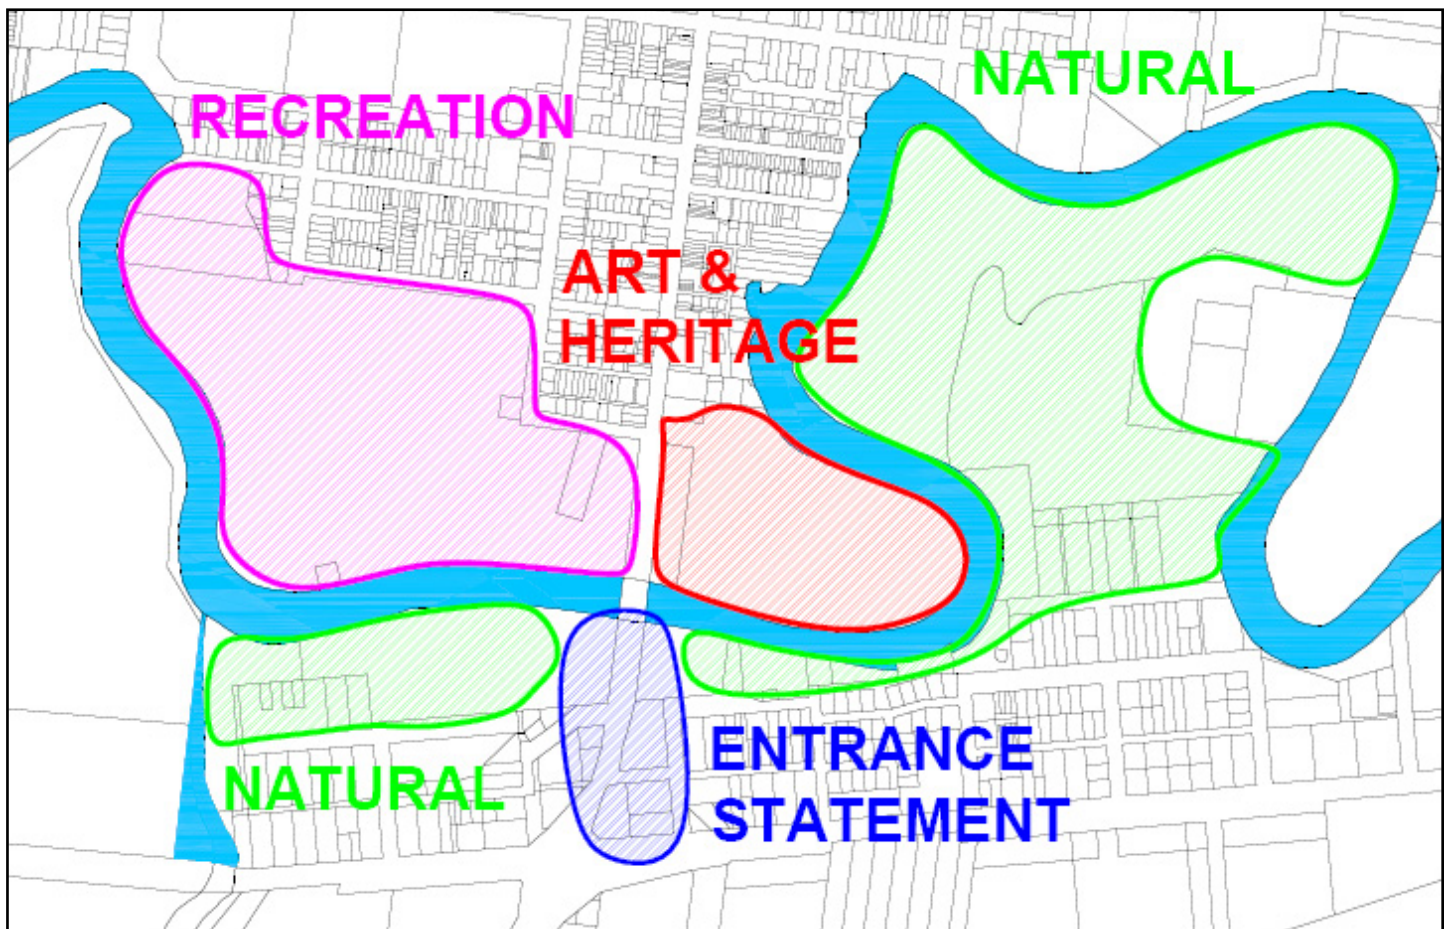 NATURAL
RECREATION
ART &
HERITAGE
ENTRANCE
STATEMENT
NATURAL